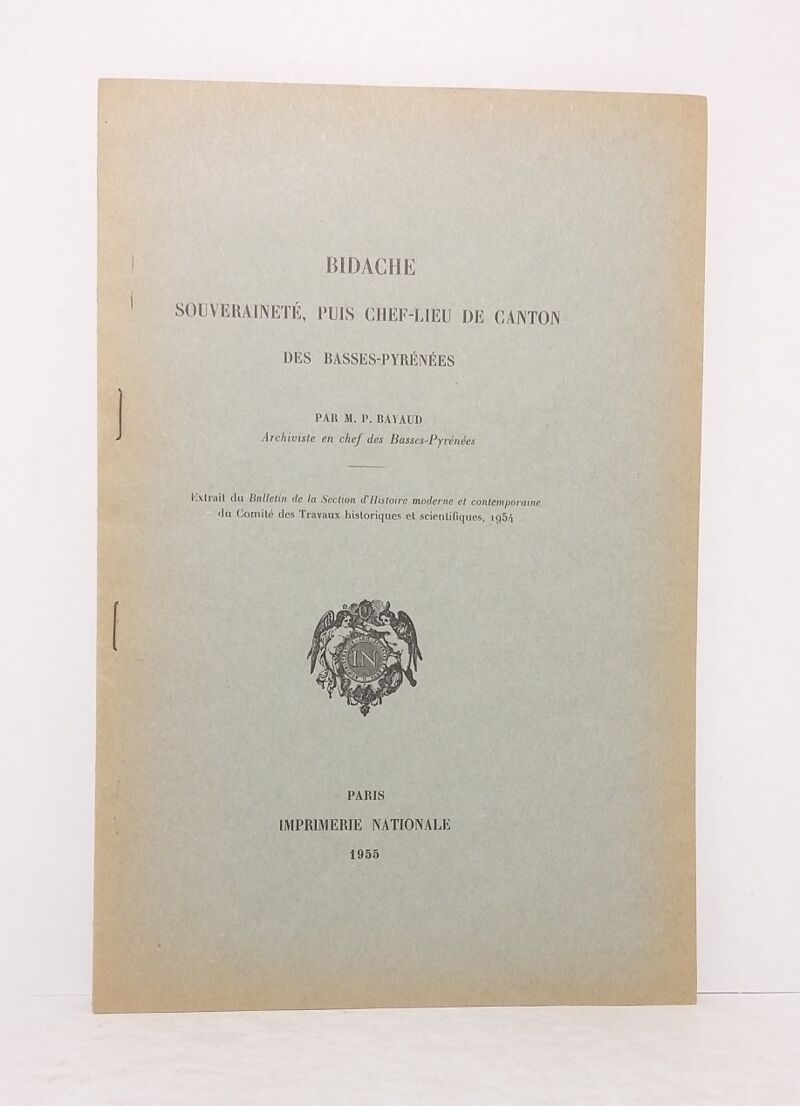 BIDACHE
SOUVERAINETÉ, PUIS CHEF-LIEU DE CANTON
DES BASSES-PYRÉNÉES
PAR M. P. BAYAUD
Archiviste en chef des Basses-Pyrénées
Extrait du Bulletin de la Section d'Histoire moderne et contemporaine
du Comité des Travaux historiques et scientifiques, 1954
IN
PARIS
IMPRIMERIE NATIONALE
1955